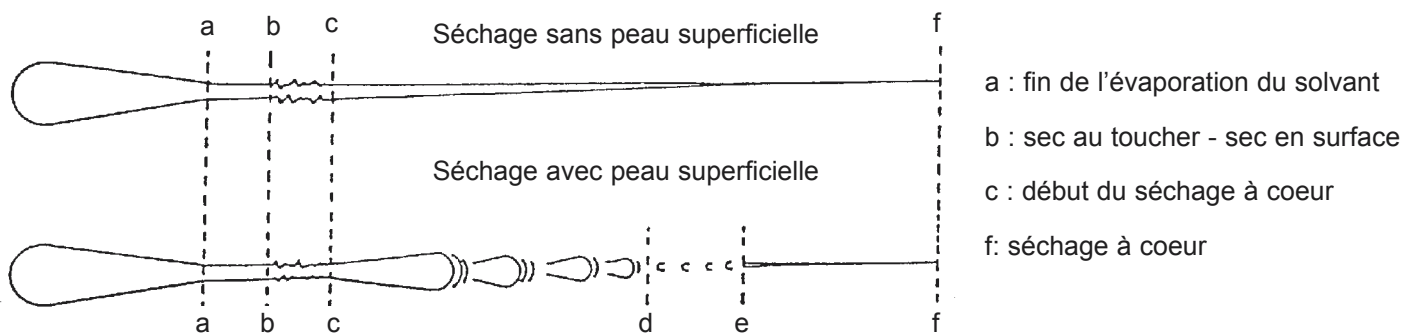 a b c f
Séchage sans peau superficielle
a : fin de l'évaporation du solvant
b : sec au toucher - sec en surface
Séchage avec peau superficielle
c : début du séchage à coeur
f: séchage à coeur
a b c d e f